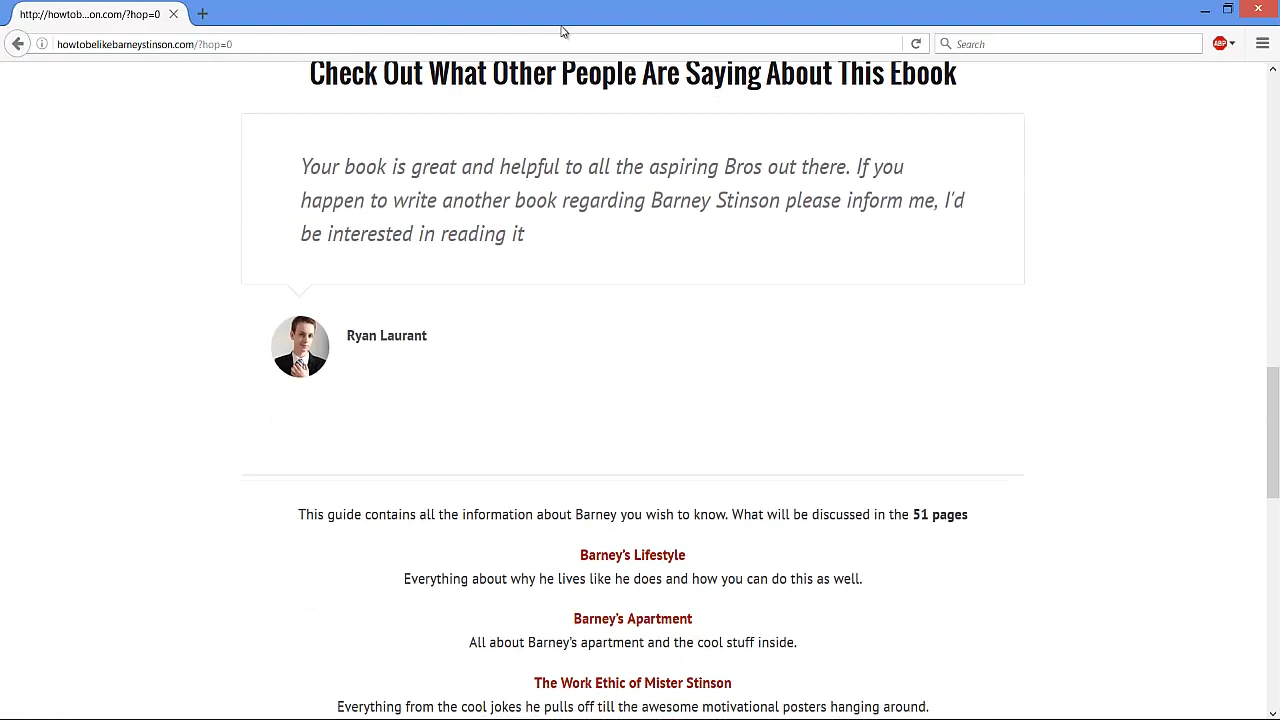 http://howtob...on.com/?hop=0
howtobelikebarneystinson.com/?hop=0
Search
ABP
Check Out What Other People Are Saying About This Ebook
Your book is great and helpful to all the aspiring Bros out there. If you
happen to write another book regarding Barney Stinson please inform me, I'd
be interested in reading it
Ryan Laurant
This guide contains all the information about Barney you wish to know. What will be discussed in the 51 pages
Barney's Lifestyle
Everything about why he lives like he does and how you can do this as well.
Barney's Apartment
All about Barney's apartment and the cool stuff inside.
The Work Ethic of Mister Stinson
Everything from the cool jokes he pulls off till the awesome motivational posters hanging around.